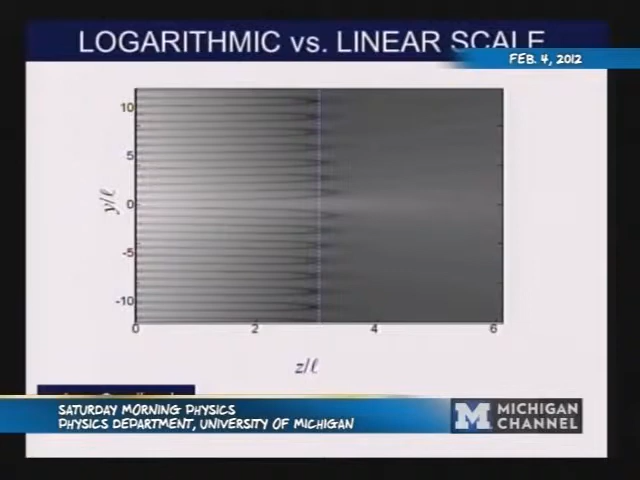 LOGARITHMIC vs. LINEAR SCALE
FEB. 4, 2012
10
5
0
-5
-10
y/ℓ
0 2 4 6
z/ℓ
SATURDAY MORNING PHYSICS
PHYSICS DEPARTMENT, UNIVERSITY OF MICHIGAN
M MICHIGAN
CHANNEL